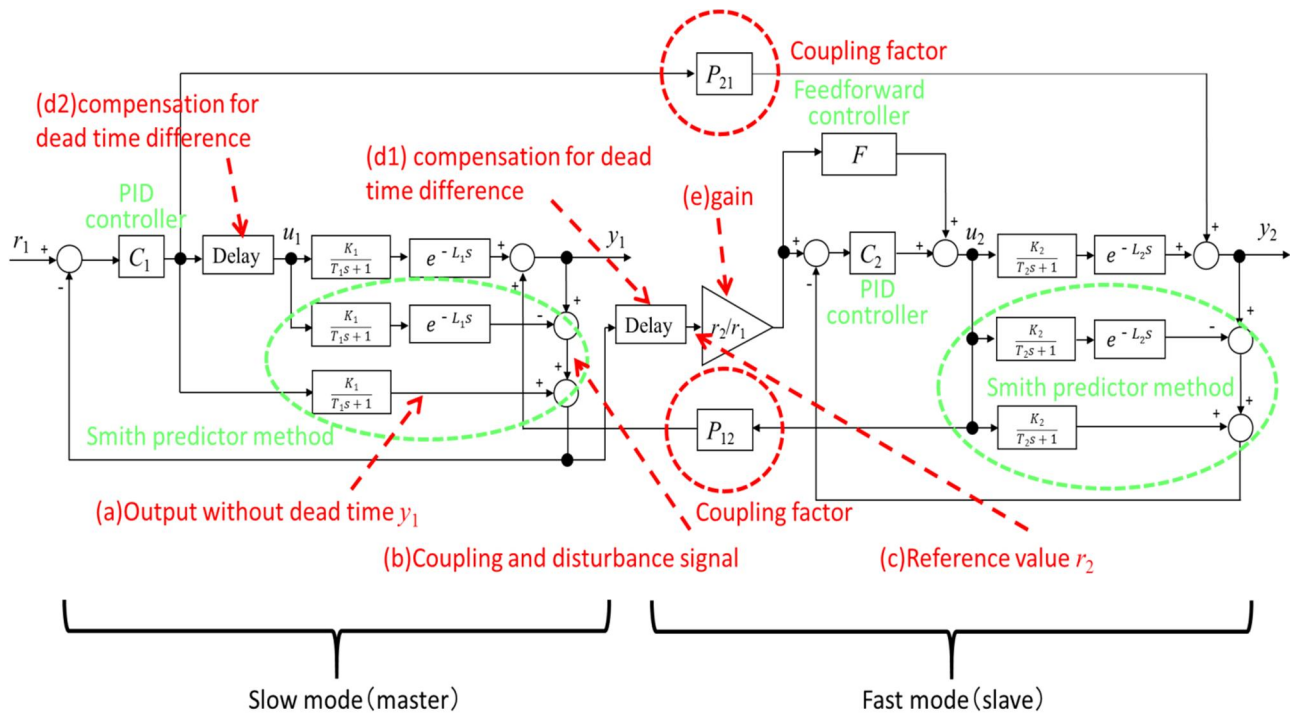 Coupling factor
P21
Feedforward
controller
F
(d2)compensation for
dead time difference
(d1) compensation for dead
time difference
(e)gain
PID
controller
r1
+
-
C1
Delay
u1
K1
T1s + 1
e - L1s
+
+
y1
K1
T1s + 1
e - L1s
-
+
K1
T1s + 1
+
+
Smith predictor method
Delay
r2/r1
+
-
C2
PID
controller
+
+
u2
K2
T2s + 1
e - L2s
+
+
y2
K2
T2s + 1
e - L2s
-
+
Smith predictor method
K2
T2s + 1
+
+
P12
Coupling factor
(a)Output without dead time y1
(b)Coupling and disturbance signal
(c)Reference value r2
Slow mode(master)
Fast mode(slave)